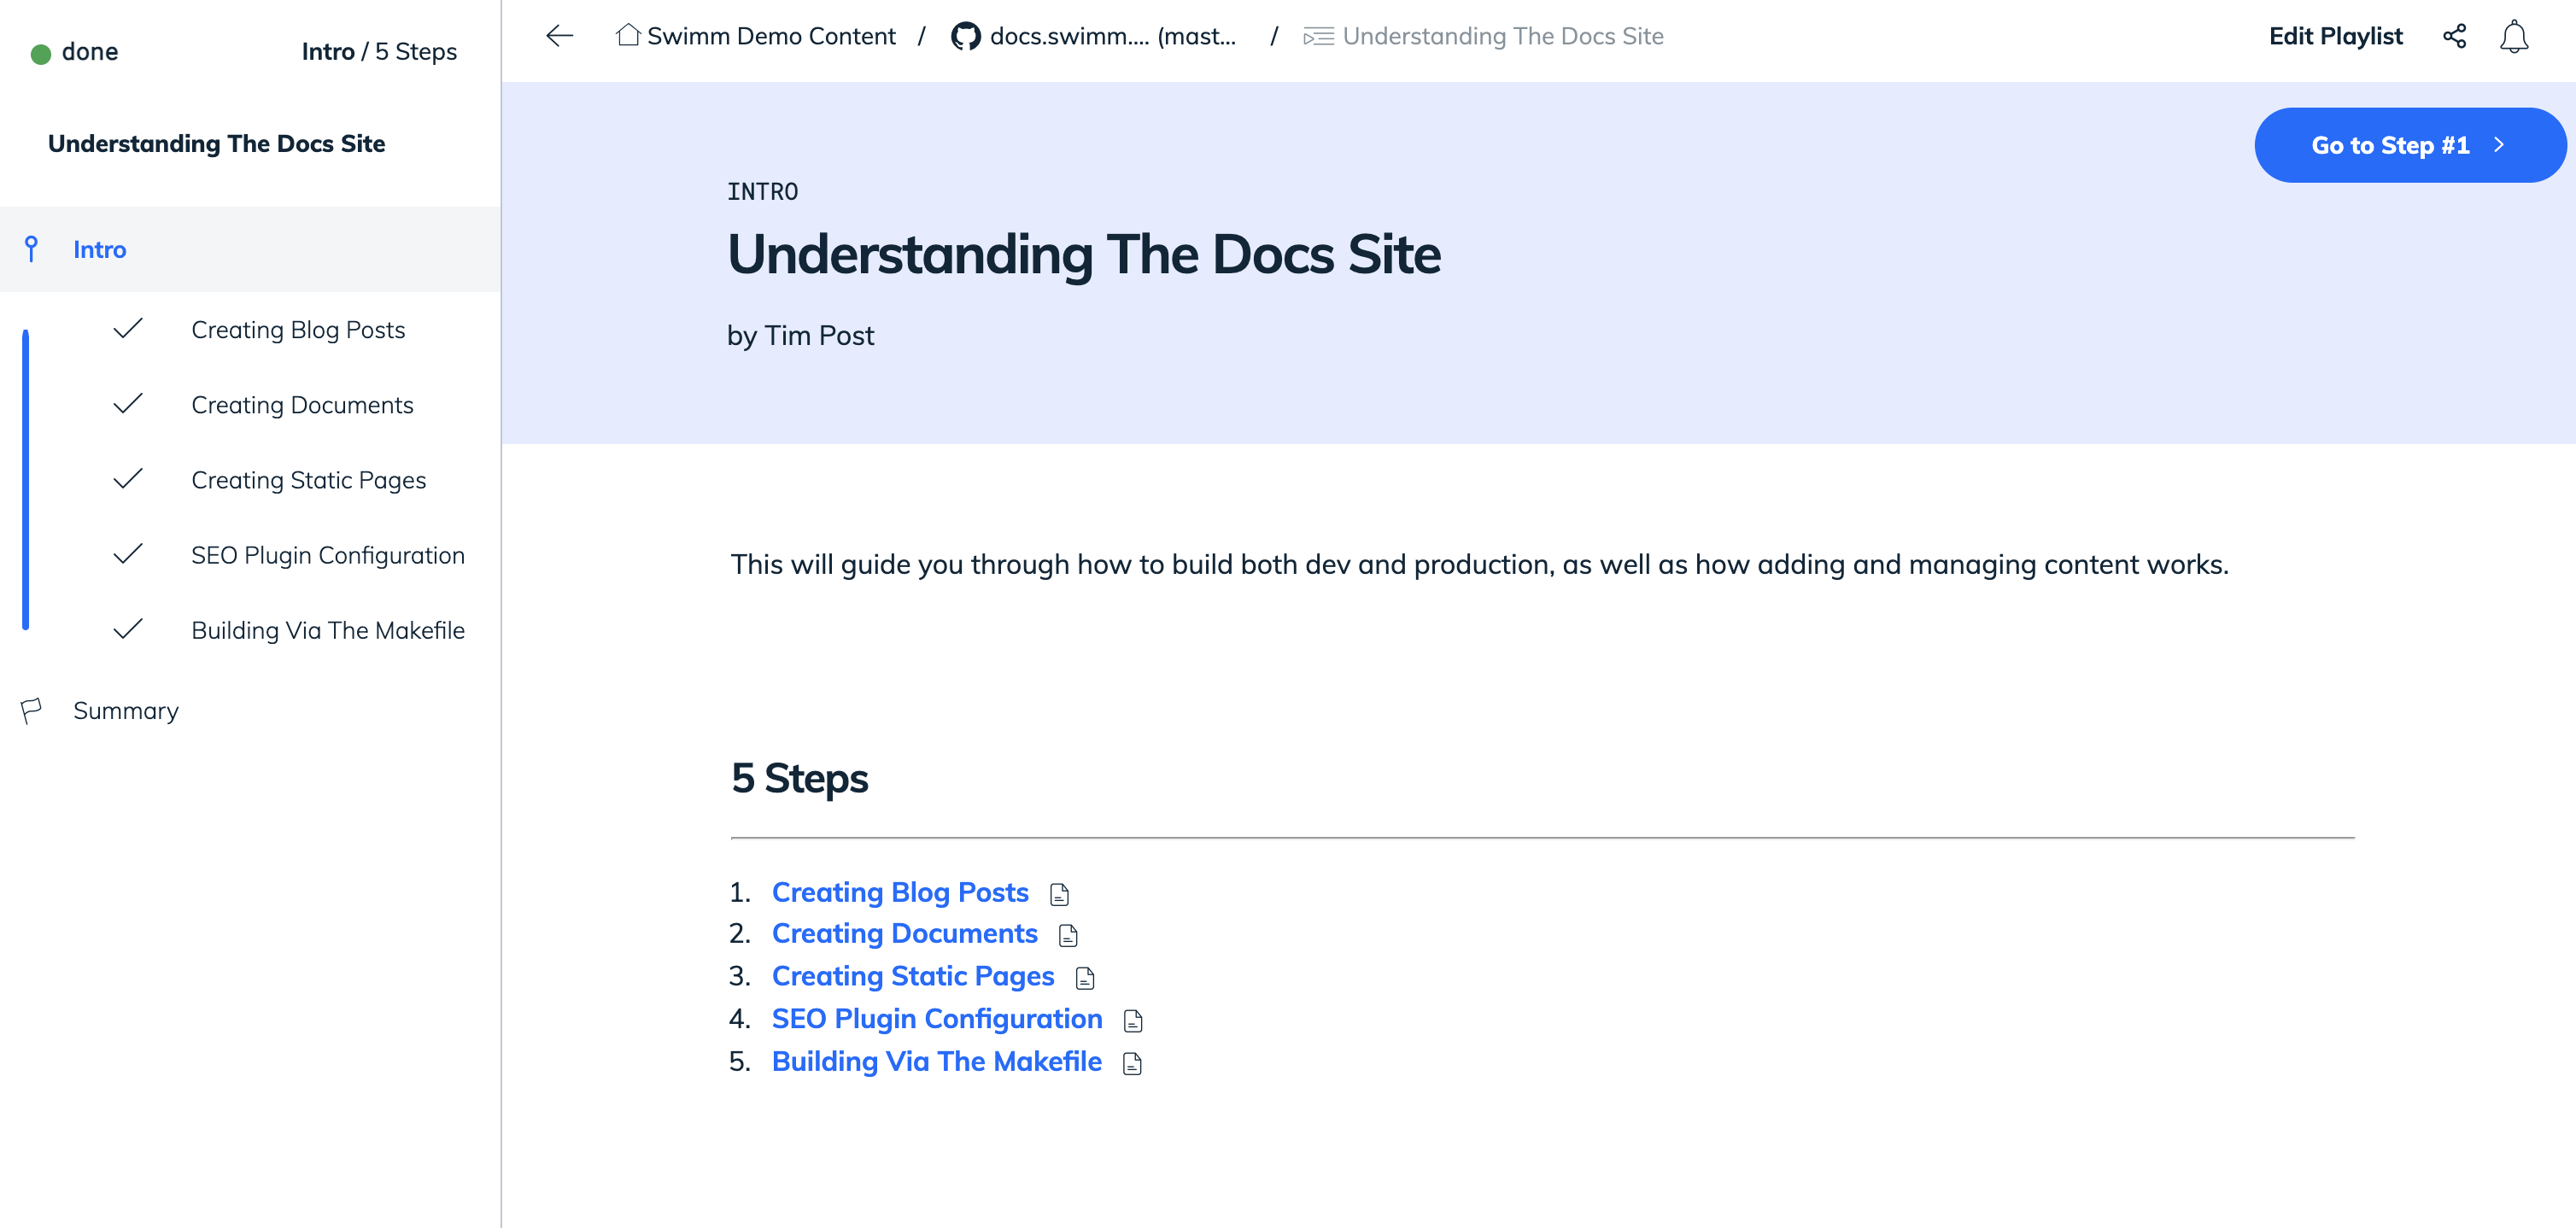 done
Intro / 5 Steps
Understanding The Docs Site
Intro
Creating Blog Posts
Creating Documents
Creating Static Pages
SEO Plugin Configuration
Building Via The Makefile
Summary
Swimm Demo Content / docs.swimm.... (mast... / Understanding The Docs Site
Edit Playlist
Go to Step #1
INTRO
Understanding The Docs Site
by Tim Post
This will guide you through how to build both dev and production, as well as how adding and managing content works.
5 Steps
1. Creating Blog Posts
2. Creating Documents
3. Creating Static Pages
4. SEO Plugin Configuration
5. Building Via The Makefile